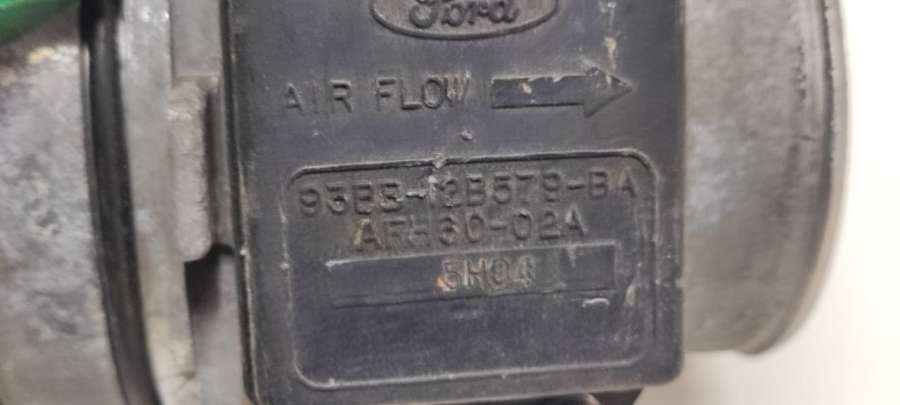 Ford
AIR FLOW
93BB-12B579-BA
AFH60-02A
5H04